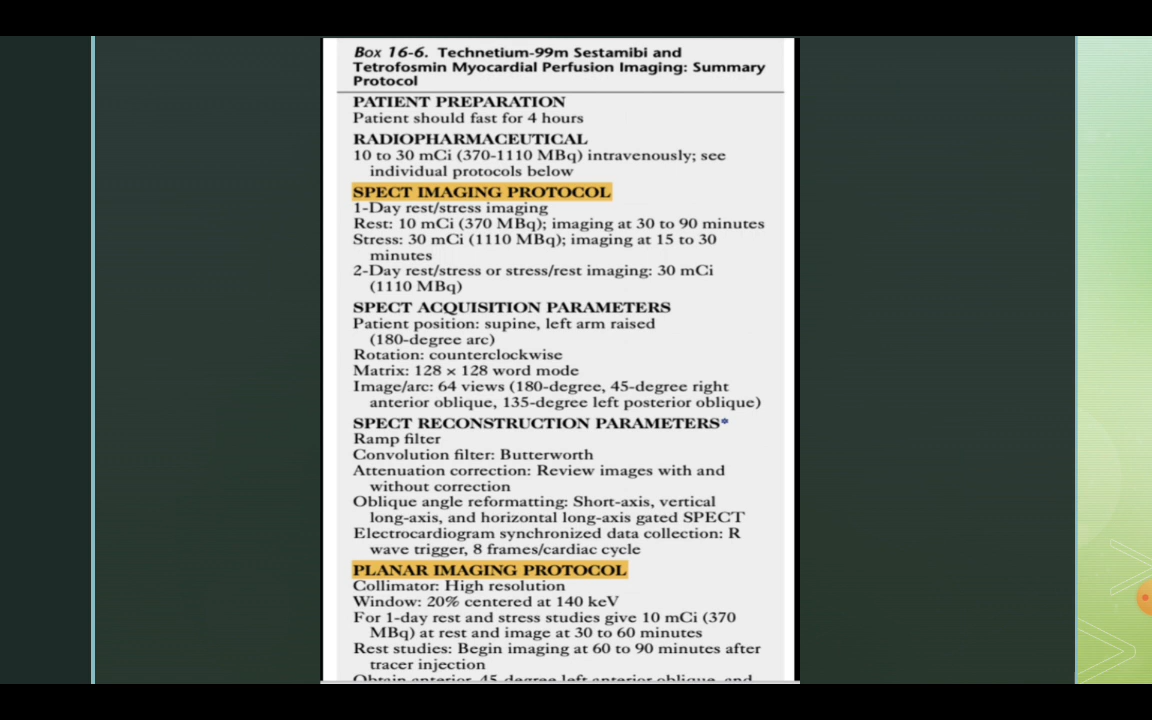 Box 16-6. Technetium-99m Sestamibi and
Tetrofosmin Myocardial Perfusion Imaging: Summary
Protocol
PATIENT PREPARATION
Patient should fast for 4 hours
RADIOPHARMACEUTICAL
10 to 30 mCi (370-1110 MBq) intravenously; see
individual protocols below
SPECT IMAGING PROTOCOL
1-Day rest/stress imaging
Rest: 10 mCi (370 MBq); imaging at 30 to 90 minutes
Stress: 30 mCi (1110 MBq); imaging at 15 to 30
minutes
2-Day rest/stress or stress/rest imaging: 30 mCi
(1110 MBq)
SPECT ACQUISITION PARAMETERS
Patient position: supine, left arm raised
(180-degree arc)
Rotation: counterclockwise
Matrix: 128 × 128 word mode
Image/arc: 64 views (180-degree, 45-degree right
anterior oblique, 135-degree left posterior oblique)
SPECT RECONSTRUCTION PARAMETERS*
Ramp filter
Convolution filter: Butterworth
Attenuation correction: Review images with and
without correction
Oblique angle reformatting: Short-axis, vertical
long-axis, and horizontal long-axis gated SPECT
Electrocardiogram synchronized data collection: R
wave trigger, 8 frames/cardiac cycle
PLANAR IMAGING PROTOCOL
Collimator: High resolution
Window: 20% centered at 140 keV
For 1-day rest and stress studies give 10 mCi (370
MBq) at rest and image at 30 to 60 minutes
Rest studies: Begin imaging at 60 to 90 minutes after
tracer injection
Obtain anterior, 45-degree left anterior oblique, and